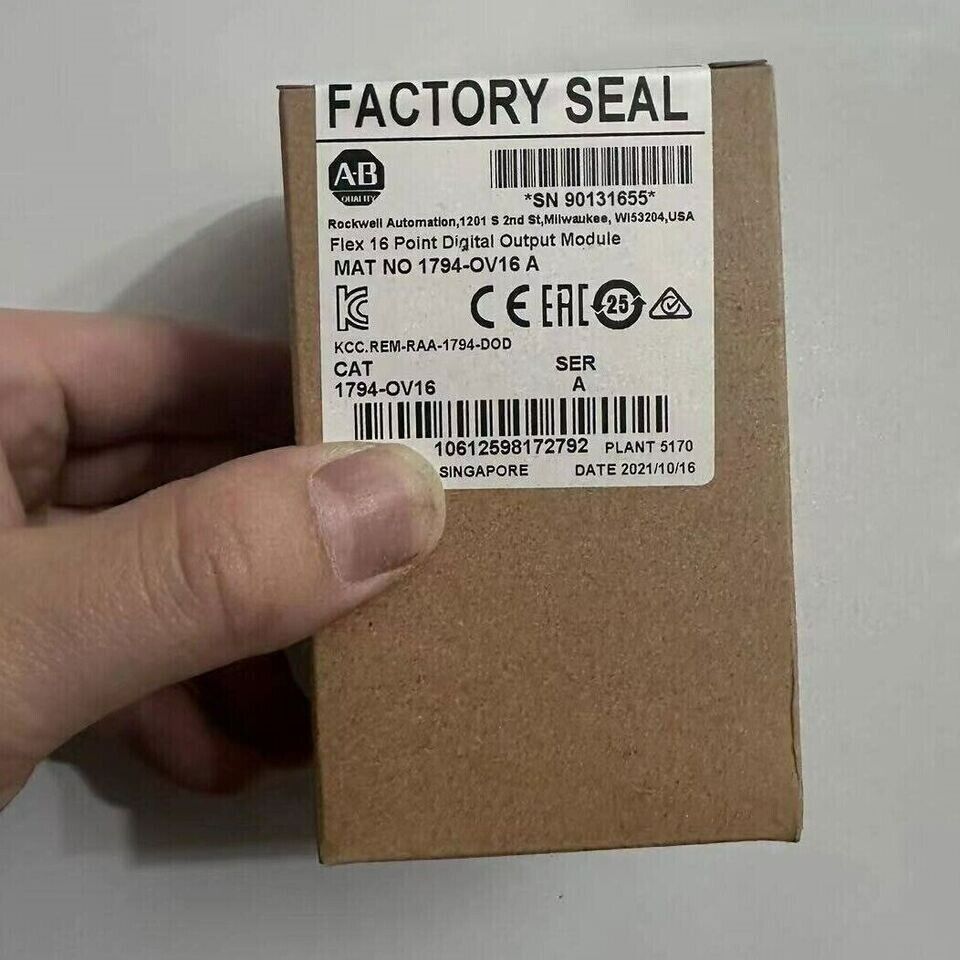 FACTORY SEAL
A-B
QUALITY
*SN 90131655*
Rockwell Automation,1201 S 2nd St,Milwaukee, WI53204,USA
Flex 16 Point Digital Output Module
MAT NO 1794-OV16 A
CE EAC 25
KCC.REM-RAA-1794-DOD
CAT SER
1794-OV16 A
10612598172792 PLANT 5170
SINGAPORE DATE 2021/10/16